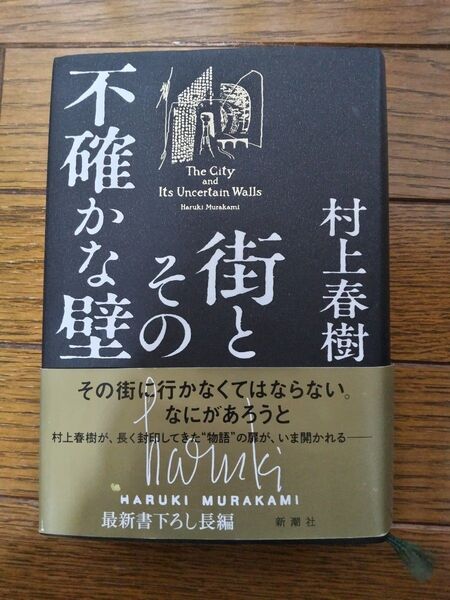 村上春樹
街と
その
不確かな壁
The City
and
Its Uncertain Walls
Haruki Murakami
その街に行かなくてはならない。
なにがあろうと
村上春樹が、長く封印してきた“物語”の扉が、いま開かれる――
haruki
HARUKI MURAKAMI
最新書下ろし長編
新潮社